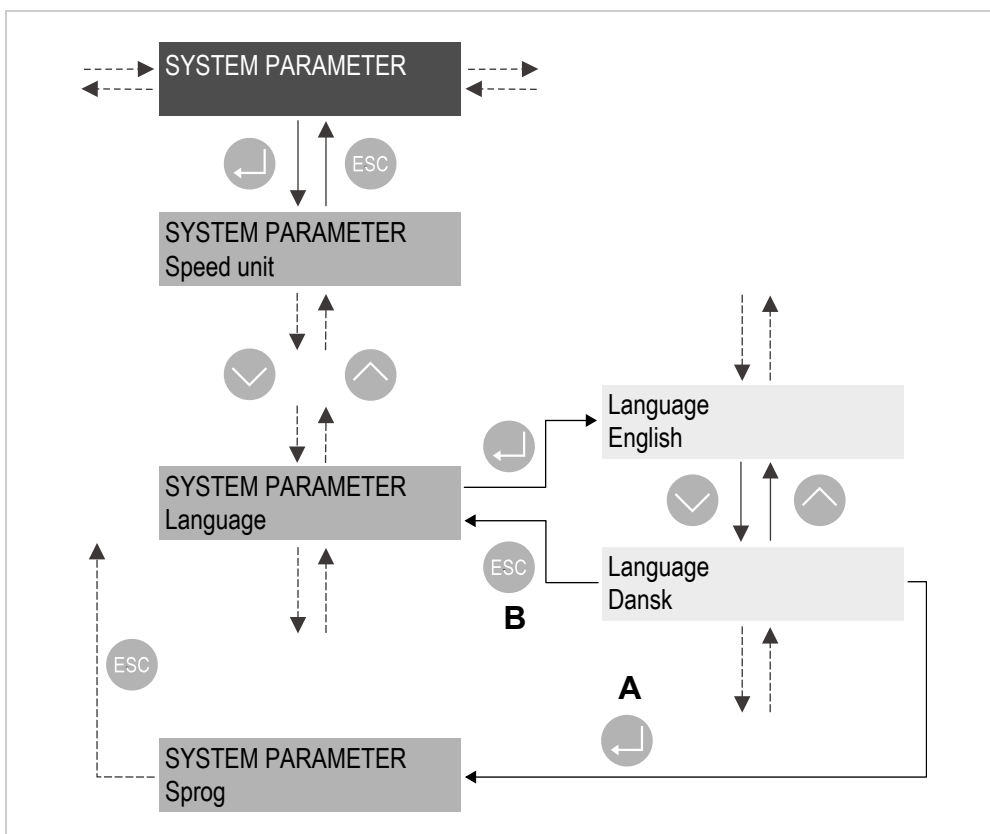 SYSTEM PARAMETER
ESC
SYSTEM PARAMETER
Speed unit
Language
English
SYSTEM PARAMETER
Language
ESC
B
Language
Dansk
ESC
A
SYSTEM PARAMETER
Sprog